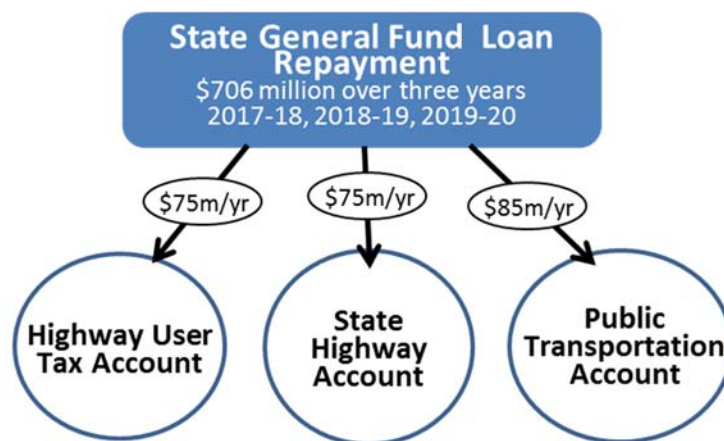 State General Fund Loan
Repayment
$706 million over three years
2017-18, 2018-19, 2019-20
$75m/yr
$75m/yr
$85m/yr
Highway User
Tax Account
State
Highway
Account
Public
Transportation
Account